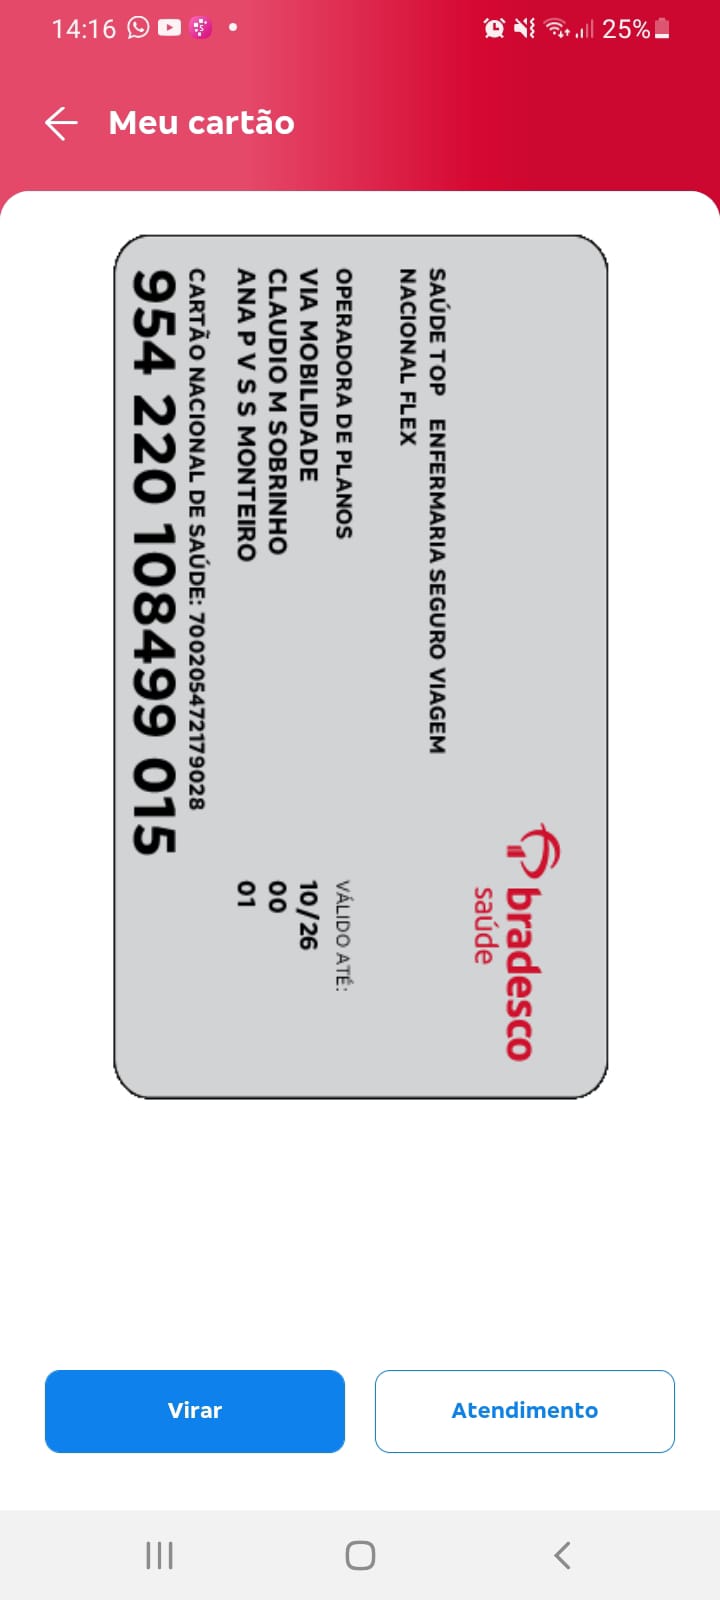 14:16
25%
Meu cartão
bradesco
saúde
SAÚDE TOP ENFERMARIA SEGURO VIAGEM
NACIONAL FLEX
OPERADORA DE PLANOS VÁLIDO ATÉ:
VIA MOBILIDADE 10/26
CLAUDIO M SOBRINHO 00
ANA P V S S MONTEIRO 01
CARTÃO NACIONAL DE SAÚDE: 700205472179028
954 220 108499 015
Virar
Atendimento